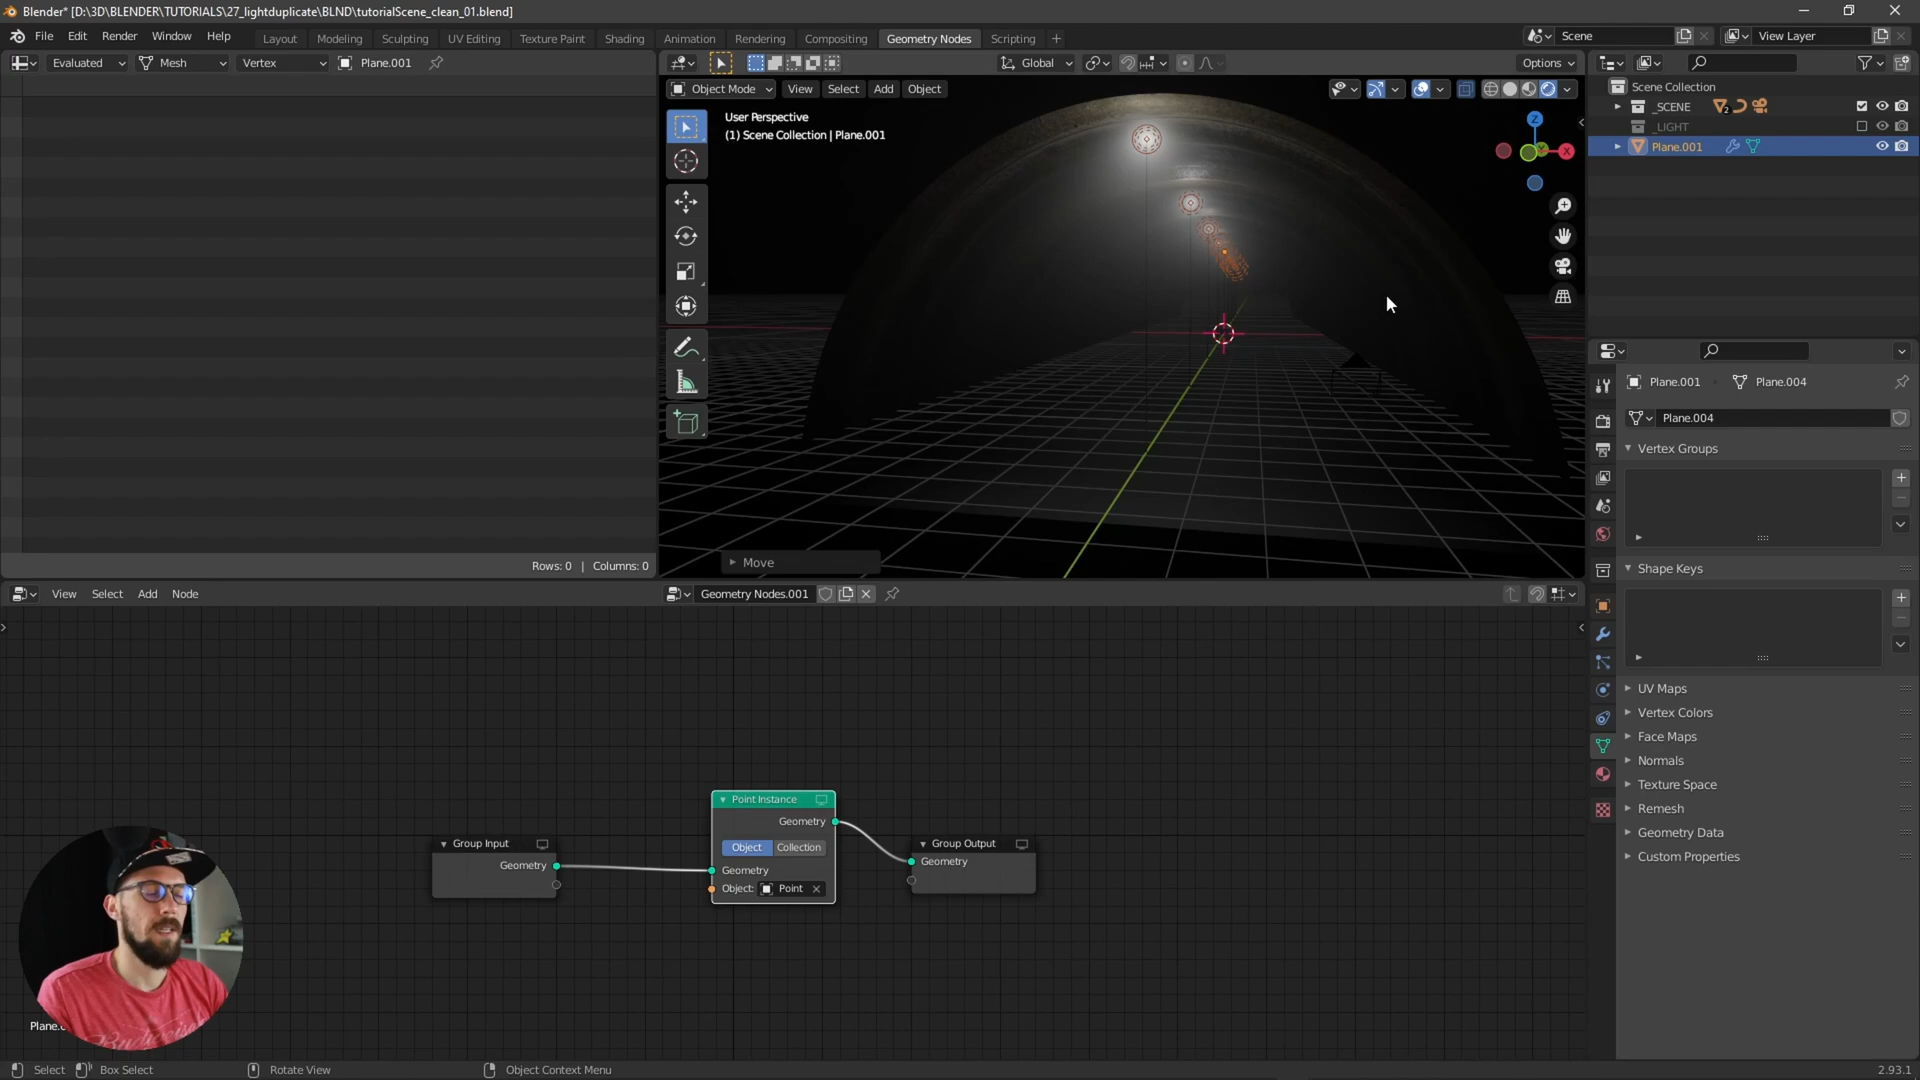 Blender* [D:\3D\BLENDER\TUTORIALS\27_lightduplicate\BLND\tutorialScene_clean_01.blend]
File Edit Render Window Help Layout Modeling Sculpting UV Editing Texture Paint Shading Animation Rendering Compositing Geometry Nodes Scripting + Scene View Layer
Evaluated Mesh Vertex Plane.001 Global Options
Object Mode View Select Add Object
User Perspective
(1) Scene Collection | Plane.001
Z
X
Move
Rows: 0 | Columns: 0
Scene Collection
_SCENE 2
_LIGHT
Plane.001
Plane.001 Plane.004
Plane.004
Vertex Groups
Shape Keys
UV Maps
Vertex Colors
Face Maps
Normals
Texture Space
Remesh
Geometry Data
Custom Properties
View Select Add Node Geometry Nodes.001
Group Input
Geometry
Point Instance
Geometry
Object Collection
Geometry
Object: Point
Group Output
Geometry
Select Box Select Rotate View Object Context Menu 2.93.1